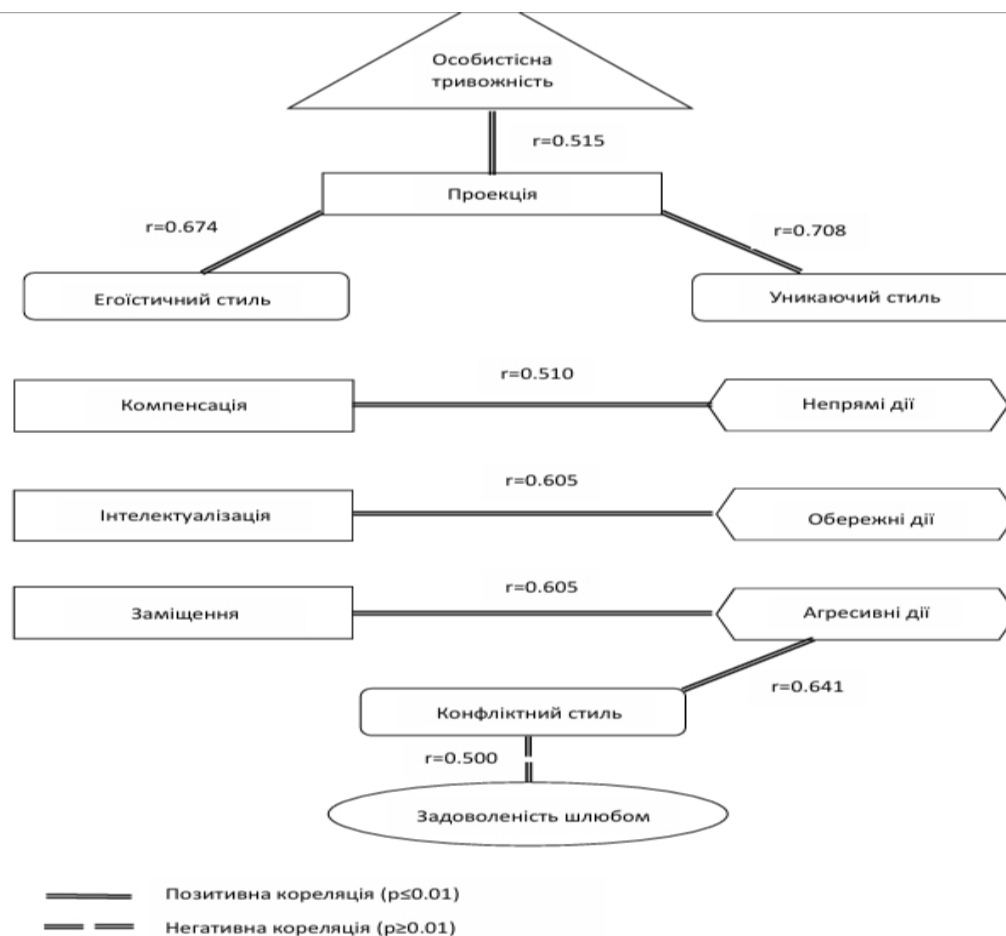 Особистісна
тривожність
r=0.515
Проекція
r=0.674
r=0.708
Егоїстичний стиль
Уникаючий стиль
r=0.510
Компенсація
Непрямі дії
r=0.605
Інтелектуалізація
Обережні дії
r=0.605
Заміщення
Агресивні дії
r=0.641
Конфліктний стиль
r=0.500
Задоволеність шлюбом
Позитивна кореляція (p≤0.01)
Негативна кореляція (p≥0.01)